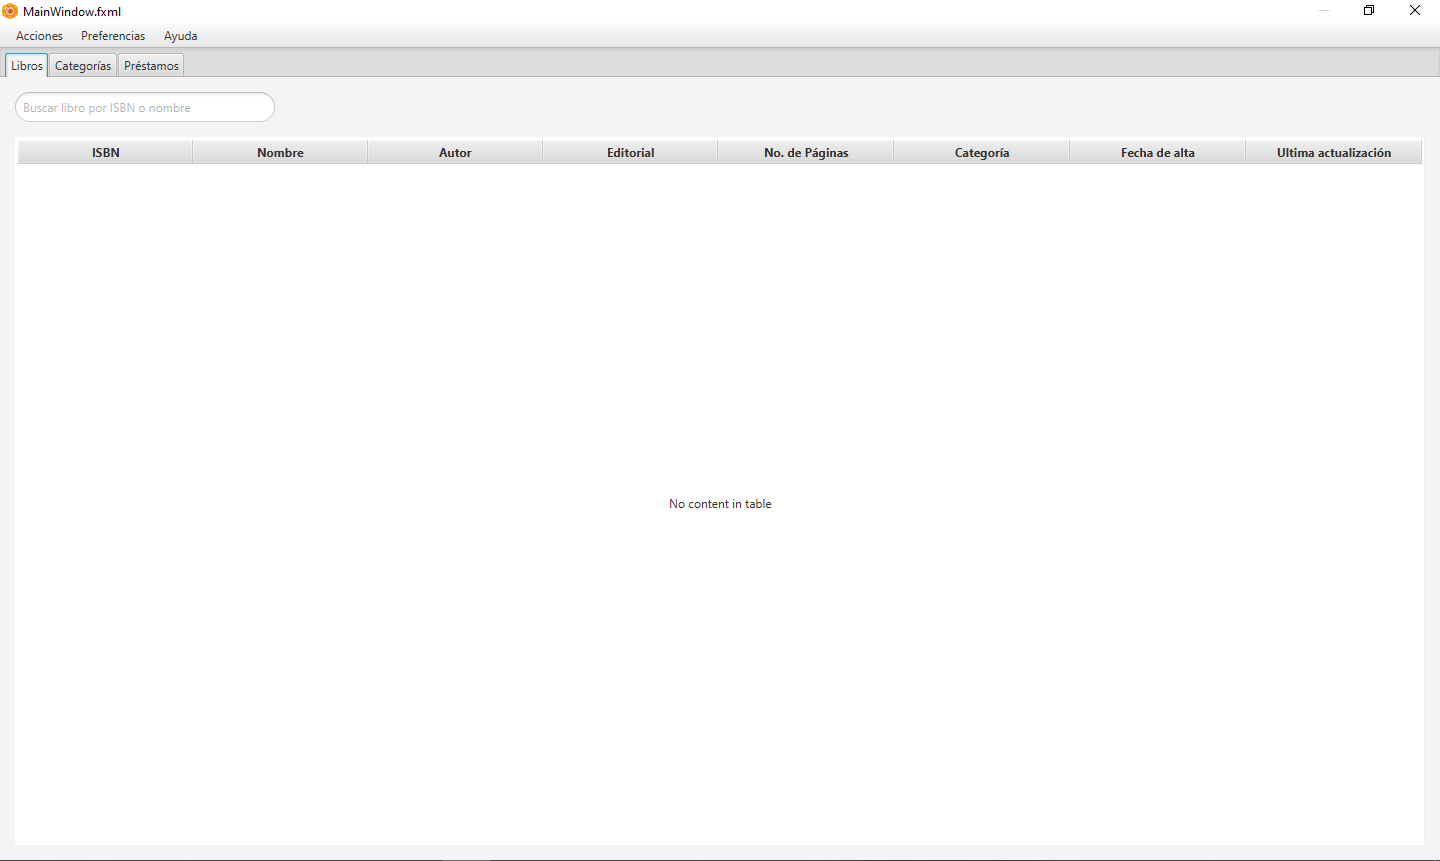 MainWindow.fxml
Acciones Preferencias Ayuda
Libros Categorías Préstamos
Buscar libro por ISBN o nombre
ISBN Nombre Autor Editorial No. de Páginas Categoría Fecha de alta Ultima actualización
No content in table